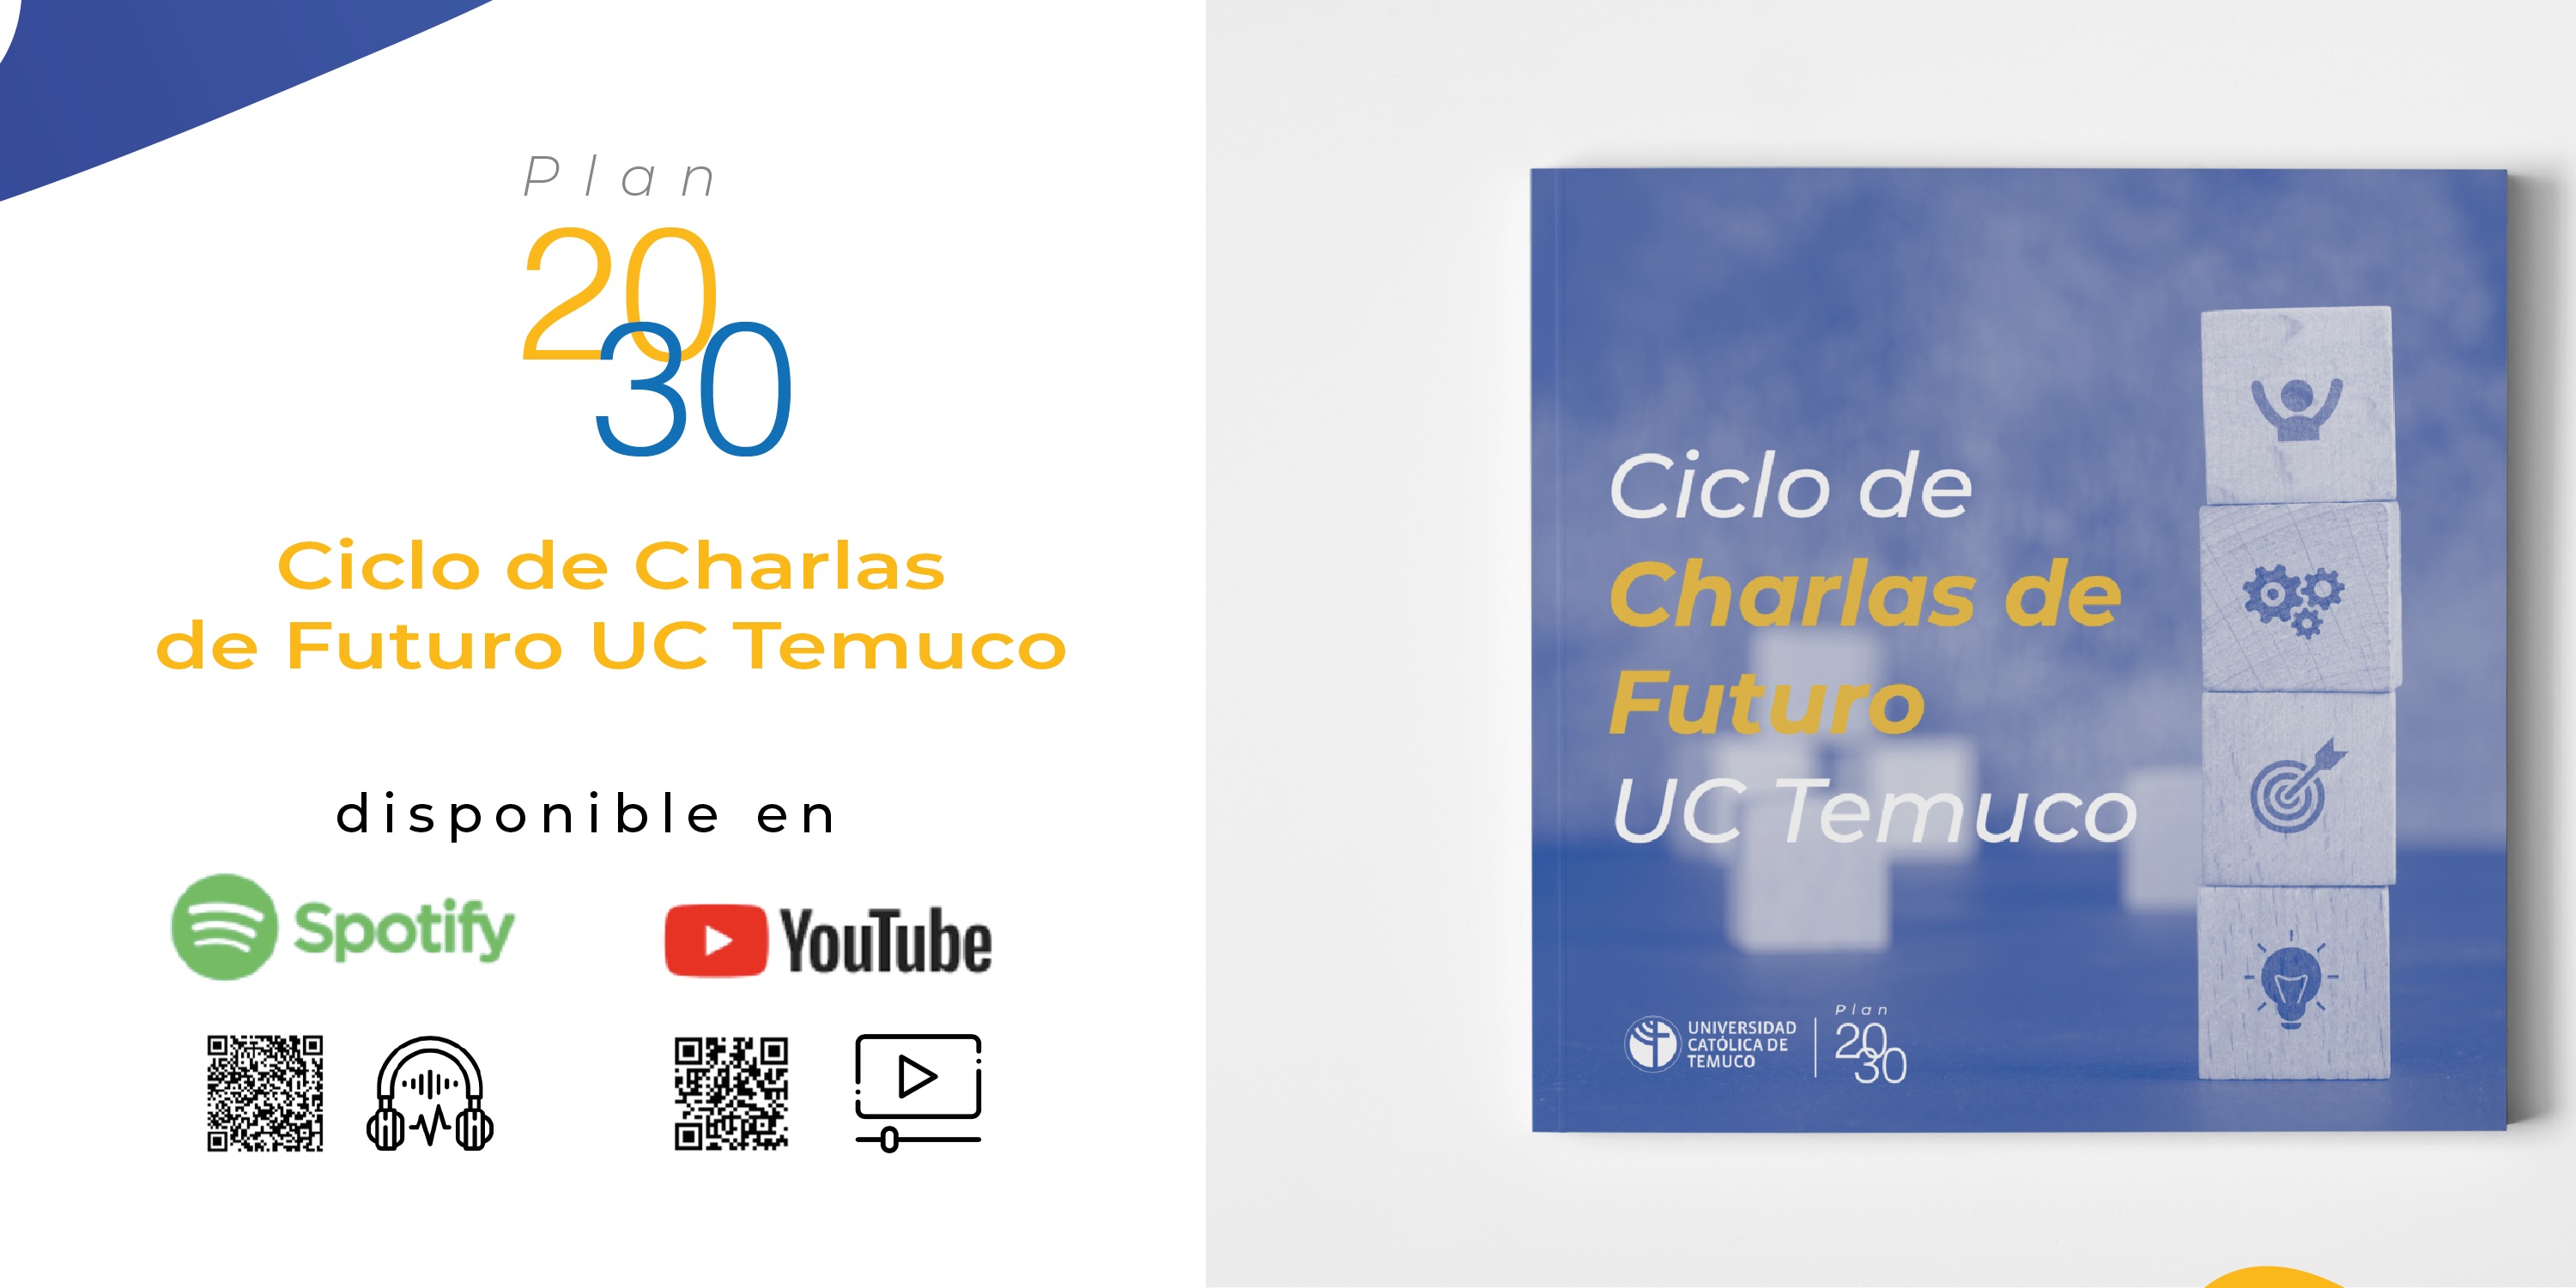 Plan
20
30
Ciclo de Charlas
de Futuro UC Temuco
disponible en
Spotify
YouTube
Ciclo de
Charlas de
Futuro
UC Temuco
UNIVERSIDAD
CATÓLICA DE
TEMUCO
Plan
20
30